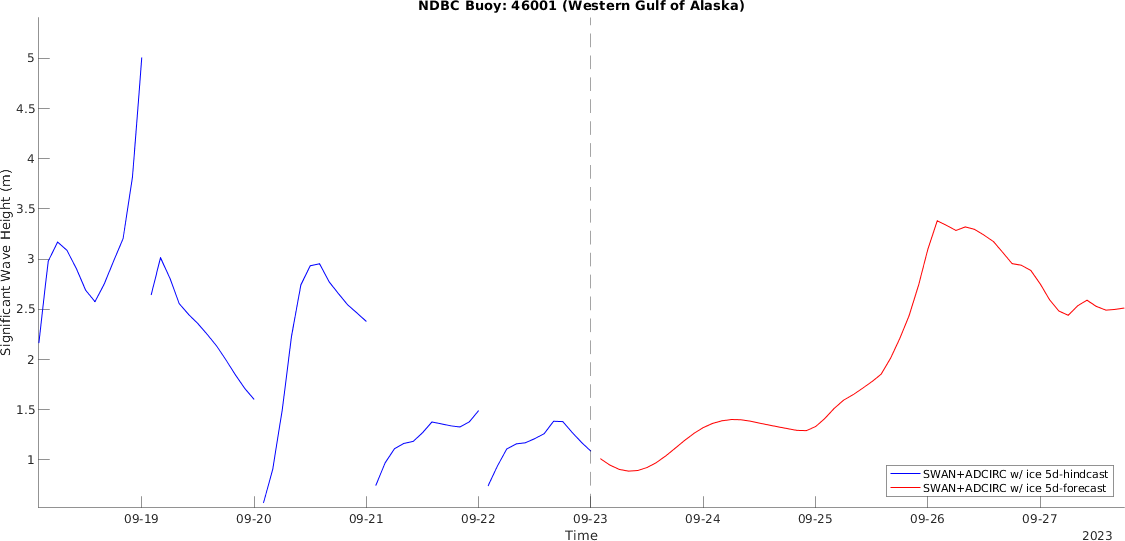 NDBC Buoy: 46001 (Western Gulf of Alaska)
5
4.5
4
3.5
3
2.5
2
1.5
1
Significant Wave Height (m)
SWAN+ADCIRC w/ ice 5d-hindcast
SWAN+ADCIRC w/ ice 5d-forecast
09-19 09-20 09-21 09-22 09-23 09-24 09-25 09-26 09-27
Time
2023